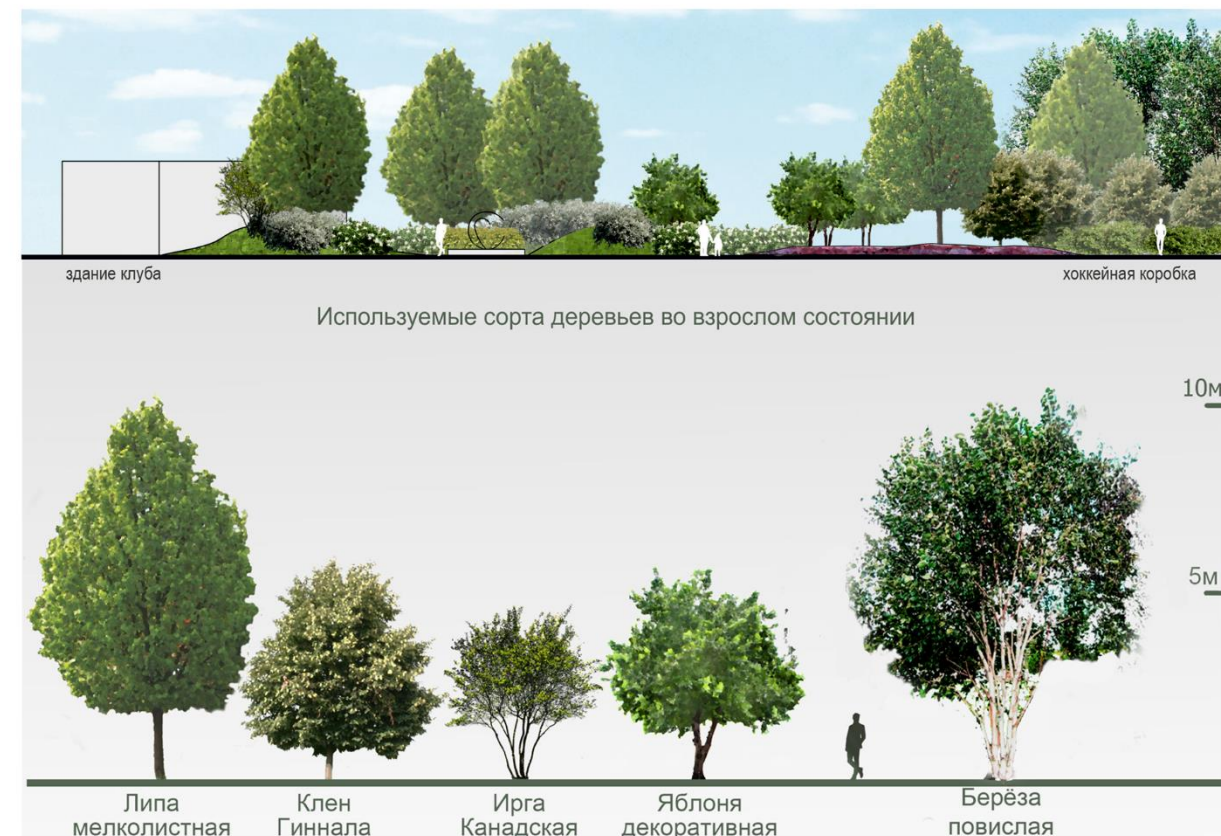 здание клуба
хоккейная коробка
Используемые сорта деревьев во взрослом состоянии
10м
5м
Липа
мелколистная
Клен
Гиннала
Ирга
Канадская
Яблоня
декоративная
Берёза
повислая